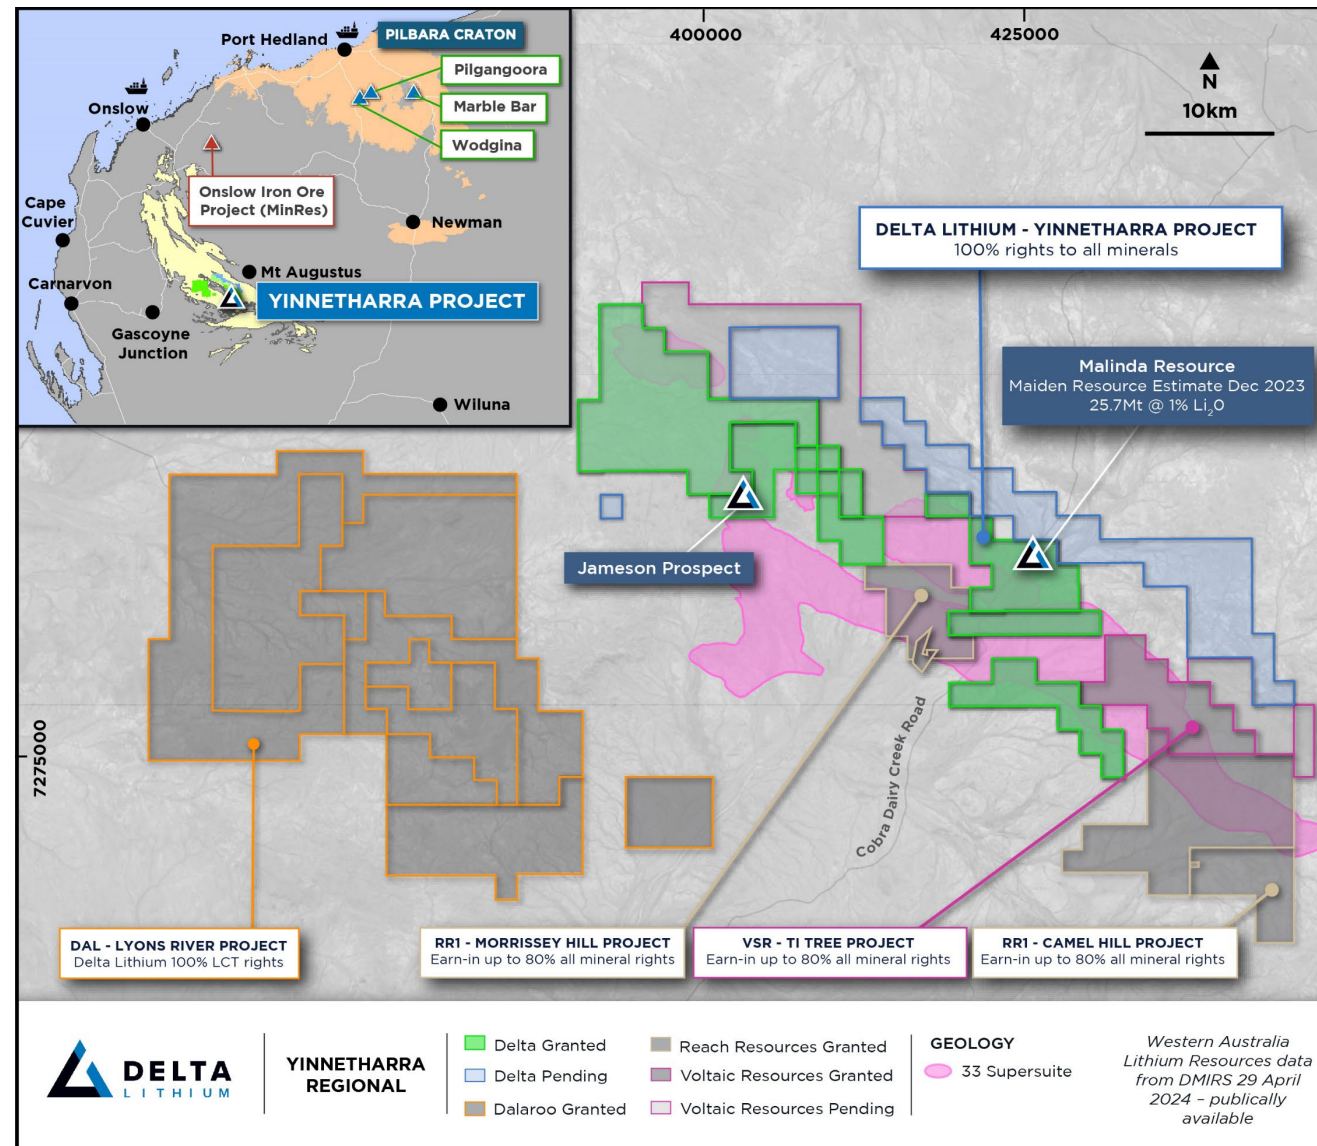 Port Hedland
PILBARA CRATON
Pilgangoora
Onslow
Marble Bar
Wodgina
Onslow Iron Ore
Project (MinRes)
Cape
Cuvier
Newman
Mt Augustus
Carnarvon
YINNETHARRA PROJECT
Gascoyne
Junction
Wiluna
400000
425000
N
10km
DELTA LITHIUM - YINNETHARRA PROJECT
100% rights to all minerals
Malinda Resource
Maiden Resource Estimate Dec 2023
25.7Mt @ 1% Li₂0
Jameson Prospect
Cobra Dairy Creek Road
7275000
DAL - LYONS RIVER PROJECT
Delta Lithium 100% LCT rights
RR1 - MORRISSEY HILL PROJECT
Earn-in up to 80% all mineral rights
VSR - TI TREE PROJECT
Earn-in up to 80% all mineral rights
RR1 - CAMEL HILL PROJECT
Earn-in up to 80% all mineral rights
DELTA
LITHIUM
YINNETHARRA
REGIONAL
Delta Granted
Delta Pending
Dalaroo Granted
Reach Resources Granted
Voltaic Resources Granted
Voltaic Resources Pending
GEOLOGY
33 Supersuite
Western Australia
Lithium Resources data
from DMIRS 29 April
2024 – publically
available